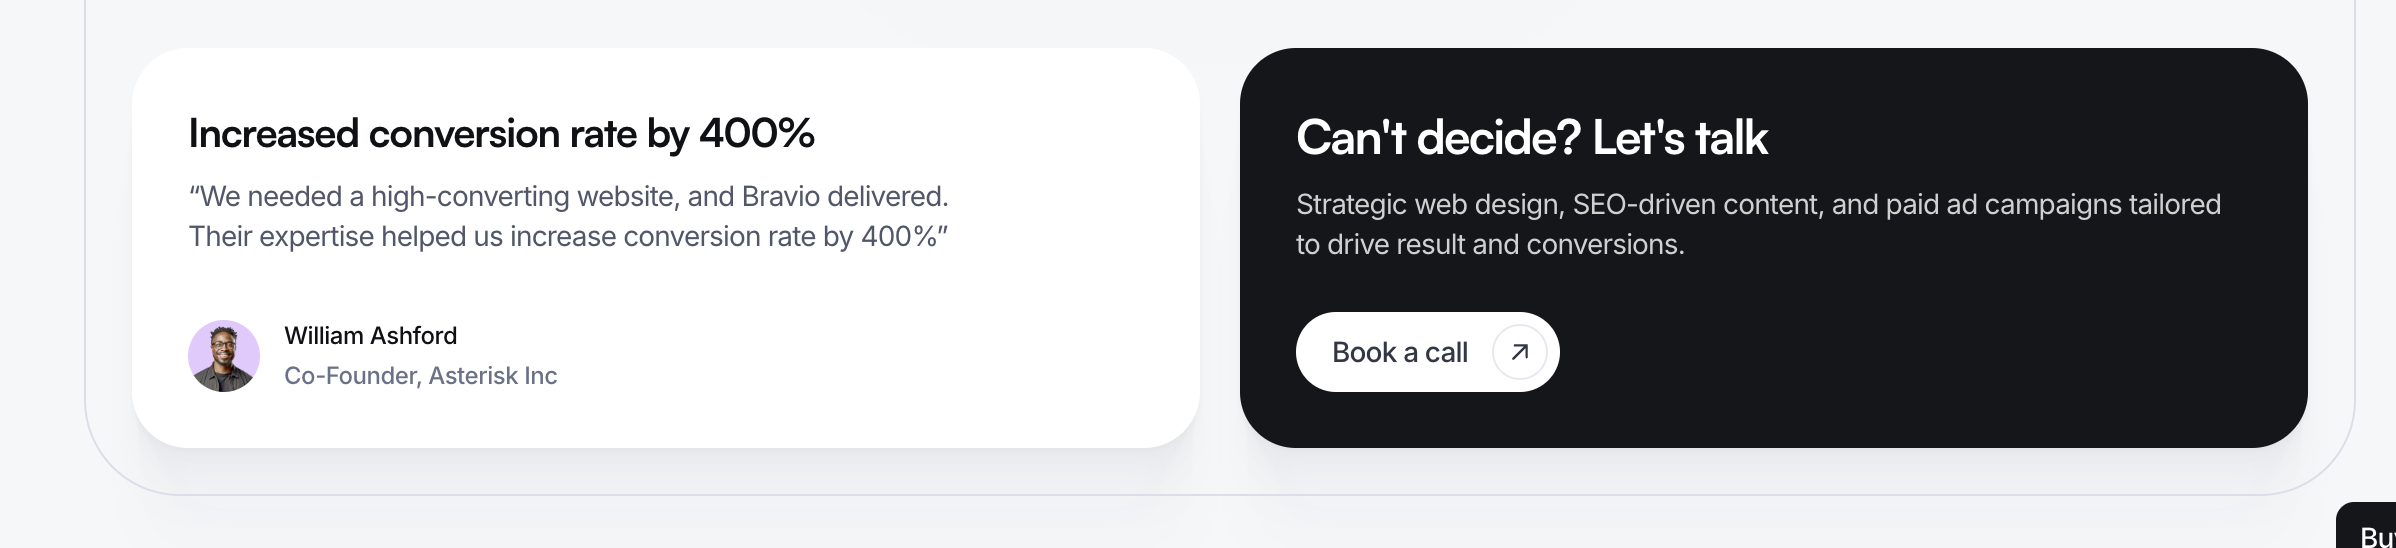 Increased conversion rate by 400%
“We needed a high-converting website, and Bravio delivered.
Their expertise helped us increase conversion rate by 400%”
William Ashford
Co-Founder, Asterisk Inc
Can't decide? Let's talk
Strategic web design, SEO-driven content, and paid ad campaigns tailored
to drive result and conversions.
Book a call